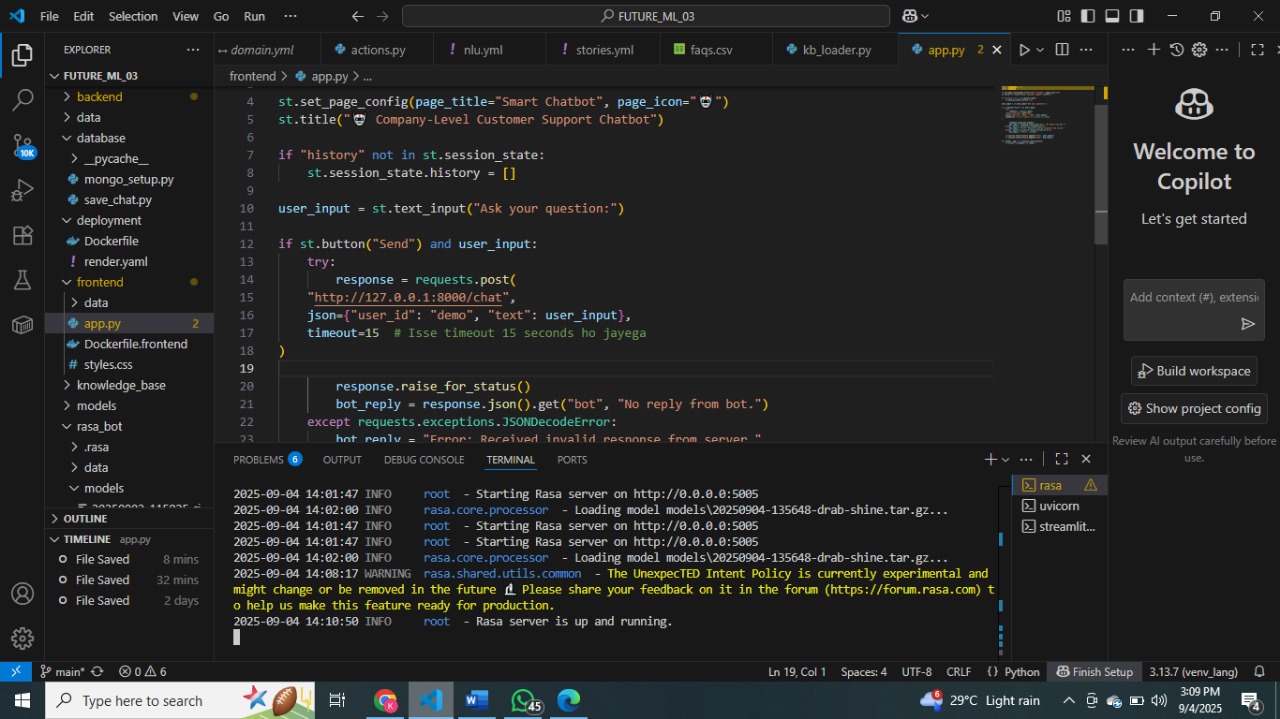 File Edit Selection View Go Run ··· FUTURE_ML_03
EXPLORER
FUTURE_ML_03
backend
data
database
__pycache__
mongo_setup.py
save_chat.py
deployment
Dockerfile
render.yaml
frontend
data
app.py 2
Dockerfile.frontend
styles.css
knowledge_base
models
rasa_bot
.rasa
data
models
OUTLINE
TIMELINE app.py
File Saved 8 mins
File Saved 32 mins
File Saved 2 days
10K
domain.yml actions.py nlu.yml stories.yml faqs.csv kb_loader.py app.py 2
frontend > app.py > ...
4 page_config(page_title="Smart Chatbot", page_icon="🤖")
5 st.title("🤖 Company-Level Customer Support Chatbot")
6
7 if "history" not in st.session_state:
8 st.session_state.history = []
9
10 user_input = st.text_input("Ask your question:")
11
12 if st.button("Send") and user_input:
13 try:
14 response = requests.post(
15 "http://127.0.0.1:8000/chat",
16 json={"user_id": "demo", "text": user_input},
17 timeout=15 # Isse timeout 15 seconds ho jayega
18 )
19
20 response.raise_for_status()
21 bot_reply = response.json().get("bot", "No reply from bot.")
22 except requests.exceptions.JSONDecodeError:
23 bot_reply = "Error: Received invalid response from server."
PROBLEMS 6 OUTPUT DEBUG CONSOLE TERMINAL PORTS
2025-09-04 14:01:47 INFO root - Starting Rasa server on http://0.0.0.0:5005
2025-09-04 14:02:00 INFO rasa.core.processor - Loading model models\20250904-135648-drab-shine.tar.gz...
2025-09-04 14:01:47 INFO root - Starting Rasa server on http://0.0.0.0:5005
2025-09-04 14:01:47 INFO root - Starting Rasa server on http://0.0.0.0:5005
2025-09-04 14:02:00 INFO rasa.core.processor - Loading model models\20250904-135648-drab-shine.tar.gz...
2025-09-04 14:08:17 WARNING rasa.shared.utils.common - The UnexpecTED Intent Policy is currently experimental and
might change or be removed in the future 🔬 Please share your feedback on it in the forum (https://forum.rasa.com) t
o help us make this feature ready for production.
2025-09-04 14:10:50 INFO root - Rasa server is up and running.
rasa
uvicorn
streamlit...
Welcome to
Copilot
Let's get started
Add context (#), extensi
Build workspace
Show project config
Review AI output carefully before
use.
main* 0 6 Ln 19, Col 1 Spaces: 4 UTF-8 CRLF {} Python Finish Setup 3.13.7 (venv_lang)
Type here to search 45 6 29°C Light rain 3:09 PM
9/4/2025 4